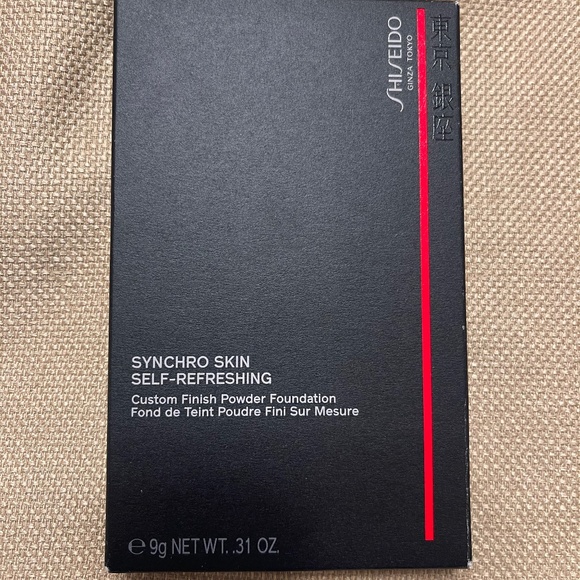 SHISEIDO
GINZA TOKYO
東京 銀座
SYNCHRO SKIN
SELF-REFRESHING
Custom Finish Powder Foundation
Fond de Teint Poudre Fini Sur Mesure
℮ 9g NET WT. .31 OZ.